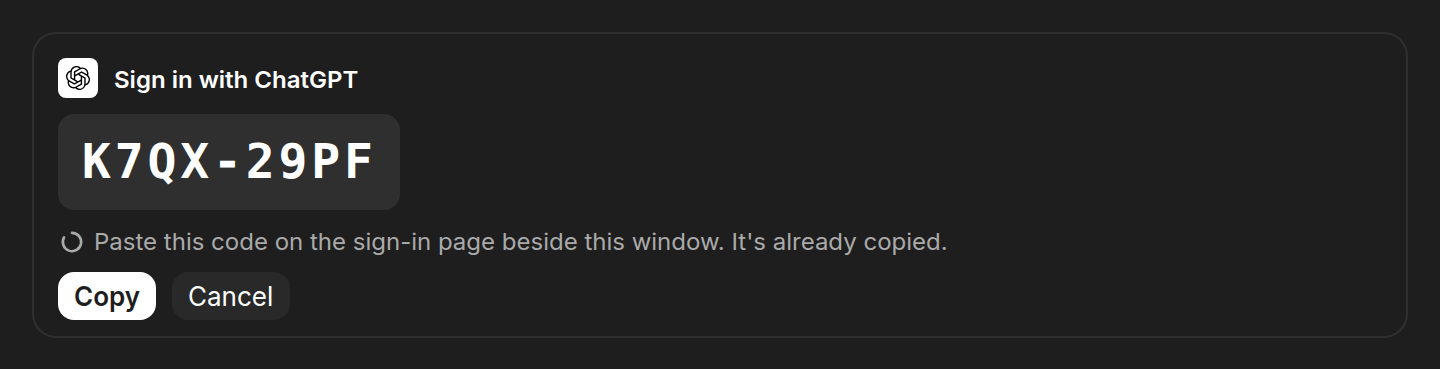 Sign in with ChatGPT
K7QX-29PF
Paste this code on the sign-in page beside this window. It's already copied.
Copy Cancel